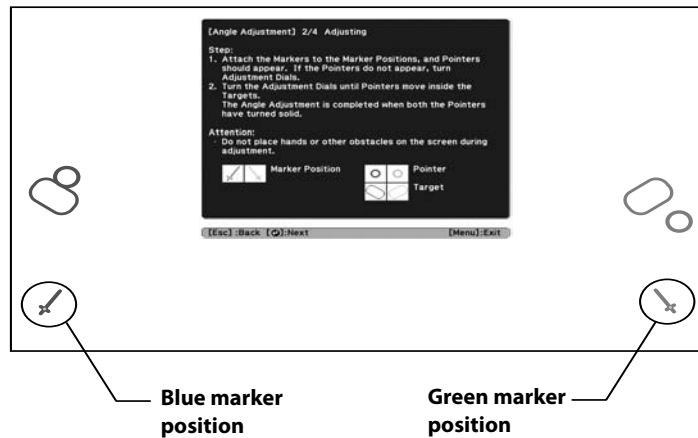 [Angle Adjustment] 2/4 Adjusting
Step:
1. Attach the Markers to the Marker Positions, and Pointers
should appear. If the Pointers do not appear, turn
Adjustment Dials.
2. Turn the Adjustment Dials until Pointers move inside the
Targets.
The Angle Adjustment is completed when both the Pointers
have turned solid.
Attention:
· Do not place hands or other obstacles on the screen during
adjustment.
Marker Position
Pointer
Target
[Esc] :Back [↵]:Next [Menu]:Exit
Blue marker
position
Green marker
position